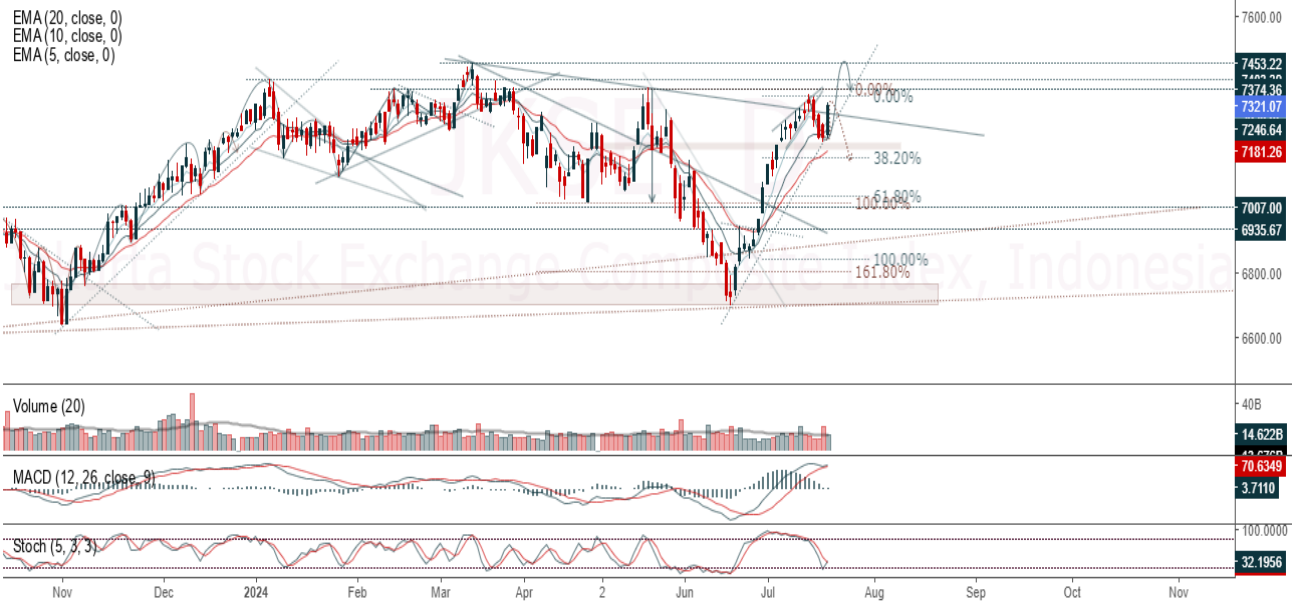 EMA (20, close, 0)
EMA (10, close, 0)
EMA (5, close, 0)
7600.00
7453.22
7374.36
7321.07
7246.64
7181.26
7007.00
6935.67
6800.00
6600.00
0.00%
0.00%
38.20%
61.80%
100.00%
100.00%
161.80%
Stock Exchange Index, Indonesia
Volume (20)
40B
14.622B
MACD (12, 26, close, 9)
70.6349
3.7110
Stoch (5, 3, 3)
100.0000
32.1956
Nov Dec 2024 Feb Mar Apr 2 Jun Jul Aug Sep Oct Nov